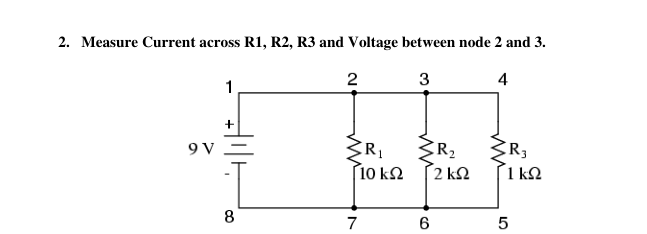 2. Measure Current across R1, R2, R3 and Voltage between node 2 and 3.
1 2 3 4
+
9 V
R1 R2 R3
10 kΩ 2 kΩ 1 kΩ
-
8 7 6 5